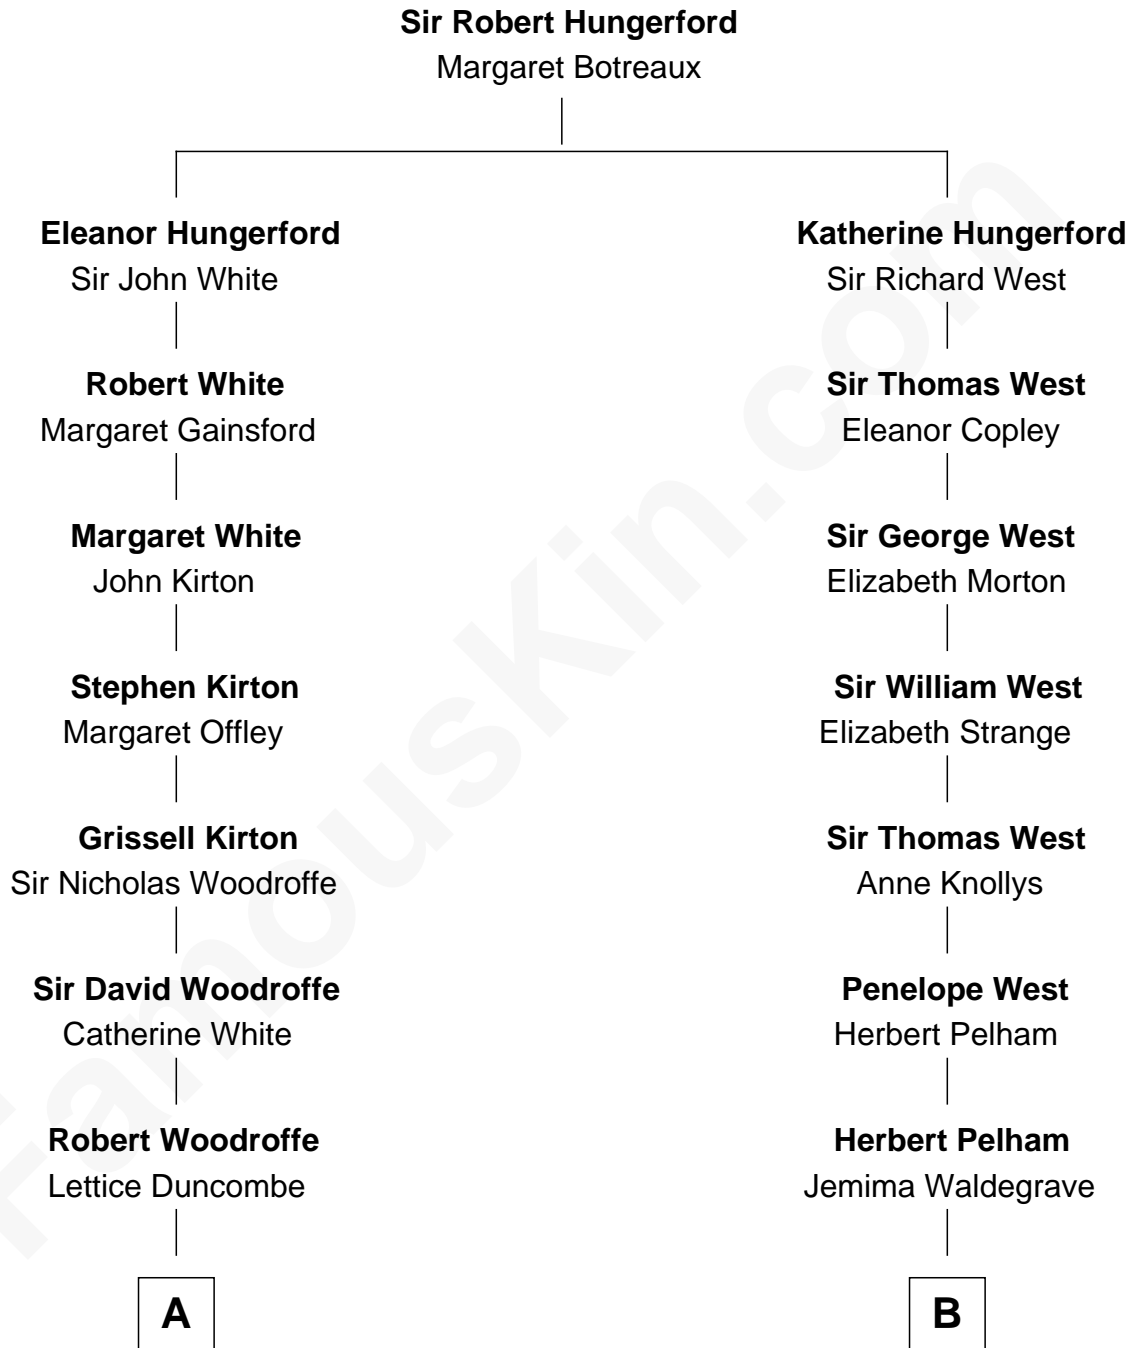 Sir Robert Hungerford
Margaret Botreaux
Eleanor Hungerford
Sir John White
Katherine Hungerford
Sir Richard West
Robert White
Margaret Gainsford
Sir Thomas West
Eleanor Copley
Margaret White
John Kirton
Sir George West
Elizabeth Morton
Stephen Kirton
Margaret Offley
Sir William West
Elizabeth Strange
Grissell Kirton
Sir Nicholas Woodroffe
Sir Thomas West
Anne Knollys
Sir David Woodroffe
Catherine White
Penelope West
Herbert Pelham
Robert Woodroffe
Lettice Duncombe
Herbert Pelham
Jemima Waldegrave
A
B
FamousKin.com